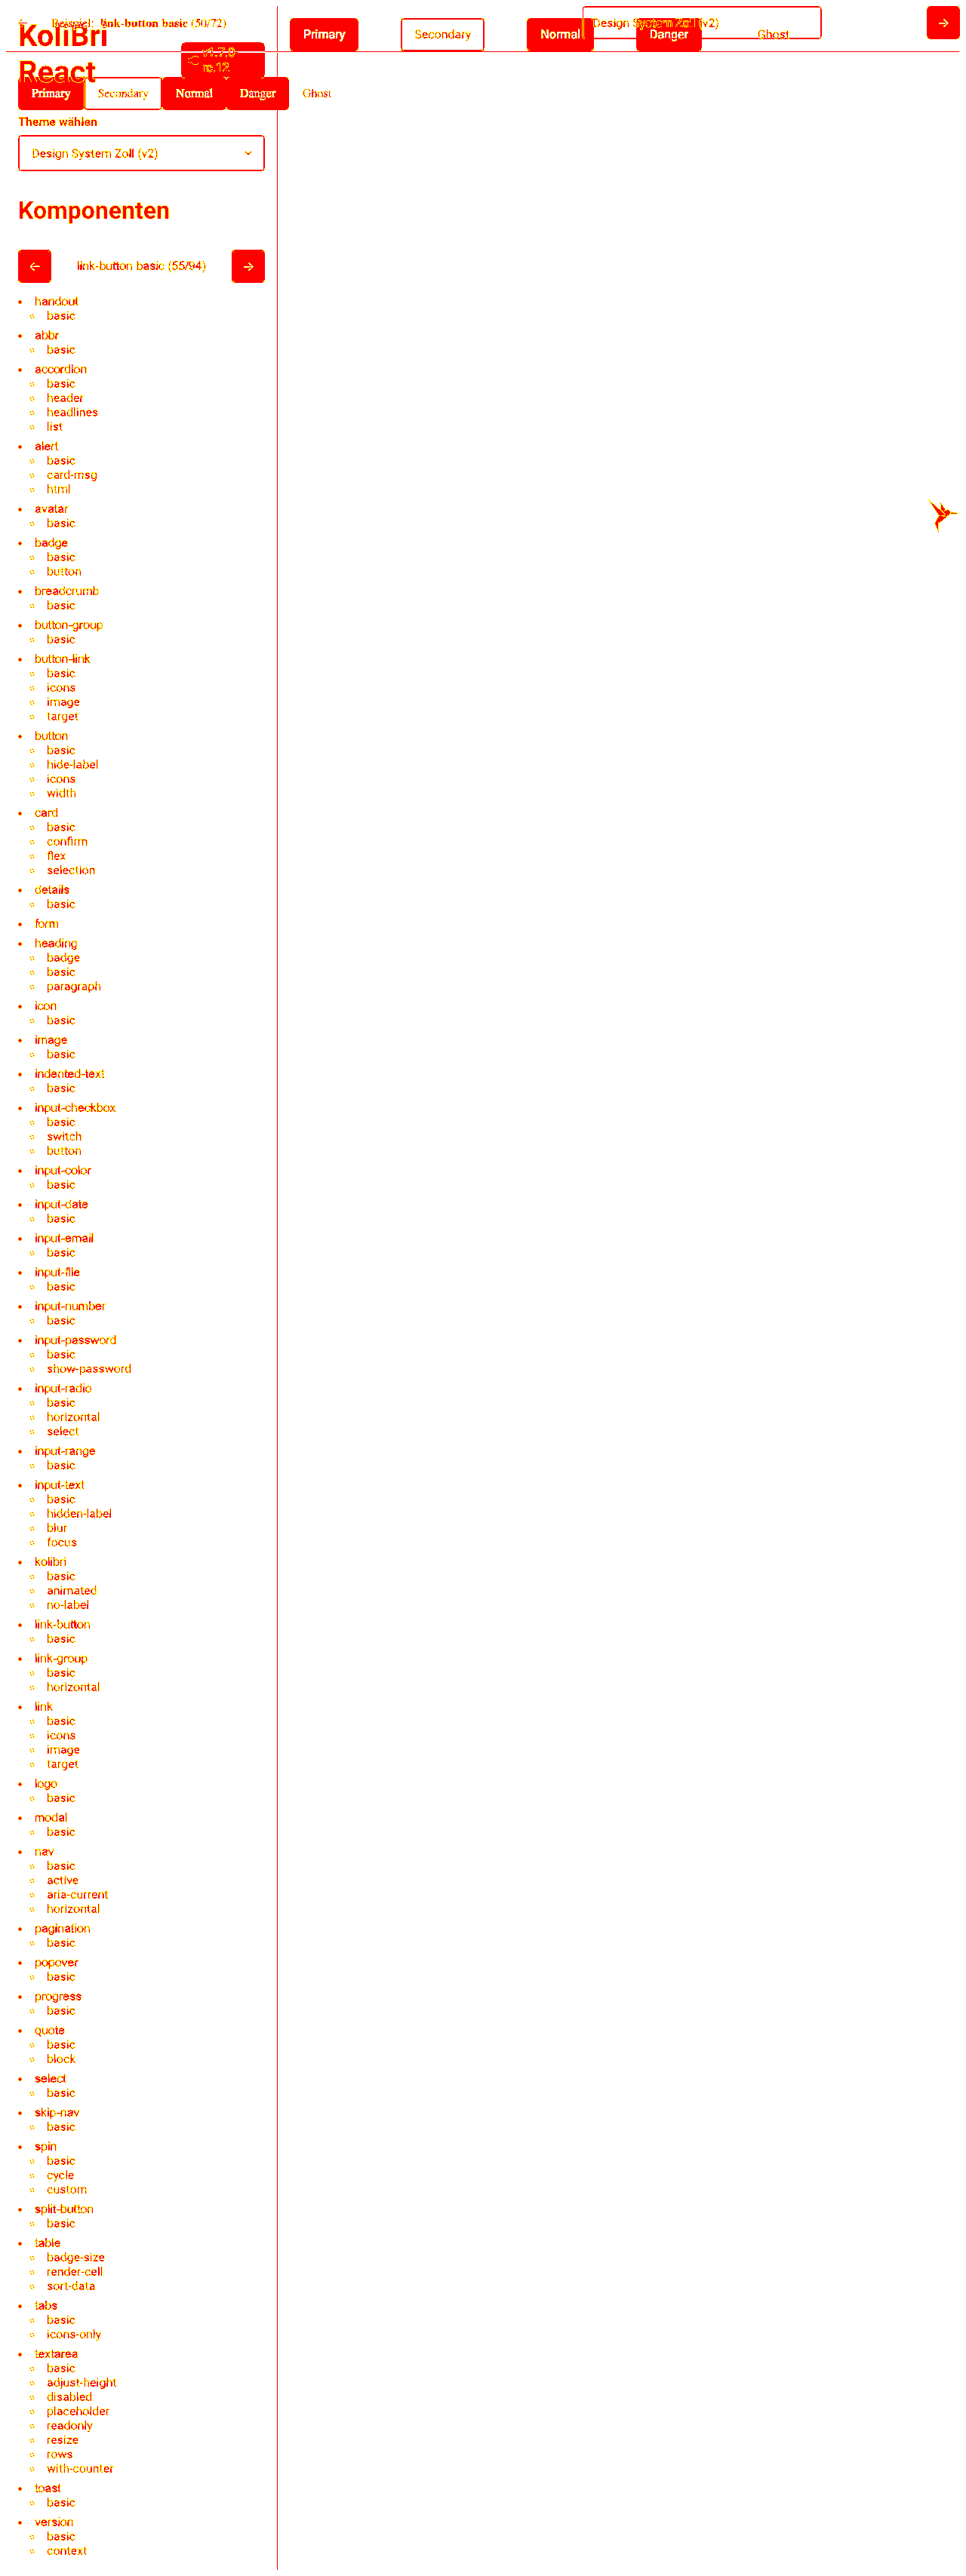 ← Beispiel: link-button basic (50/72)
Design System Zoll (v2)
→
KoliBri
React
v1.7.0
rc.12
Primary Secondary Normal Danger Ghost
Primary Secondary Normal Danger Ghost
Theme wählen
Design System Zoll (v2)
Komponenten
← link-button basic (55/94) →
handout
basic
abbr
basic
accordion
basic
header
headlines
list
alert
basic
card-msg
html
avatar
basic
badge
basic
button
breadcrumb
basic
button-group
basic
button-link
basic
icons
image
target
button
basic
hide-label
icons
width
card
basic
confirm
flex
selection
details
basic
form
heading
badge
basic
paragraph
icon
basic
image
basic
indented-text
basic
input-checkbox
basic
switch
button
input-color
basic
input-date
basic
input-email
basic
input-file
basic
input-number
basic
input-password
basic
show-password
input-radio
basic
horizontal
select
input-range
basic
input-text
basic
hidden-label
blur
focus
kolibri
basic
animated
no-label
link-button
basic
link-group
basic
horizontal
link
basic
icons
image
target
logo
basic
modal
basic
nav
basic
active
aria-current
horizontal
pagination
basic
popover
basic
progress
basic
quote
basic
block
select
basic
skip-nav
basic
spin
basic
cycle
custom
split-button
basic
table
badge-size
render-cell
sort-data
tabs
basic
icons-only
textarea
basic
adjust-height
disabled
placeholder
readonly
resize
rows
with-counter
toast
basic
version
basic
context